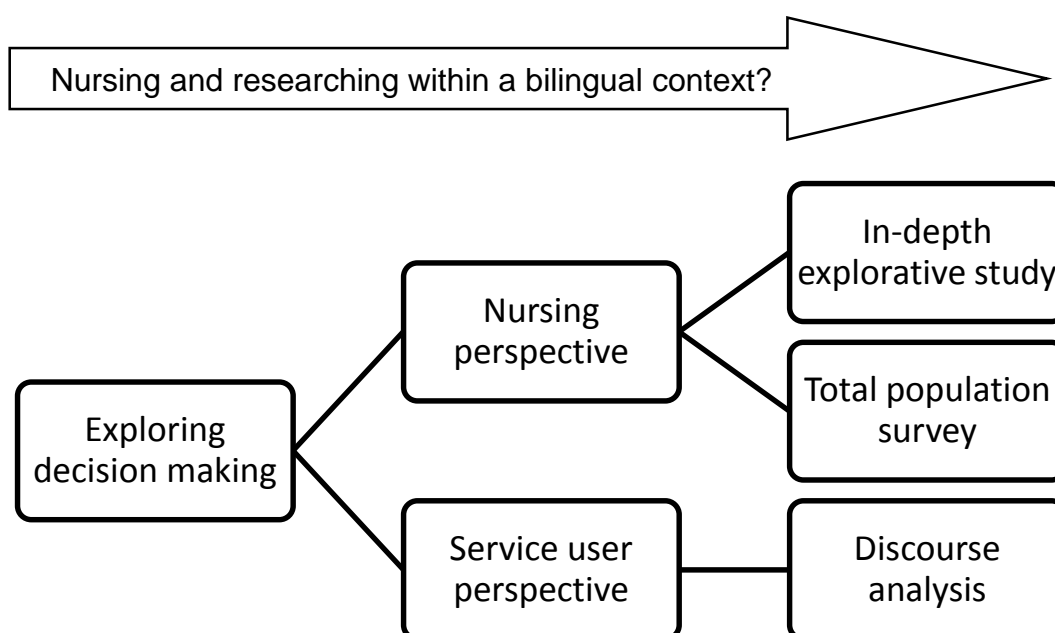 Nursing and researching within a bilingual context?
In-depth
explorative study
Nursing
perspective
Total population
survey
Exploring
decision making
Service user
perspective
Discourse
analysis